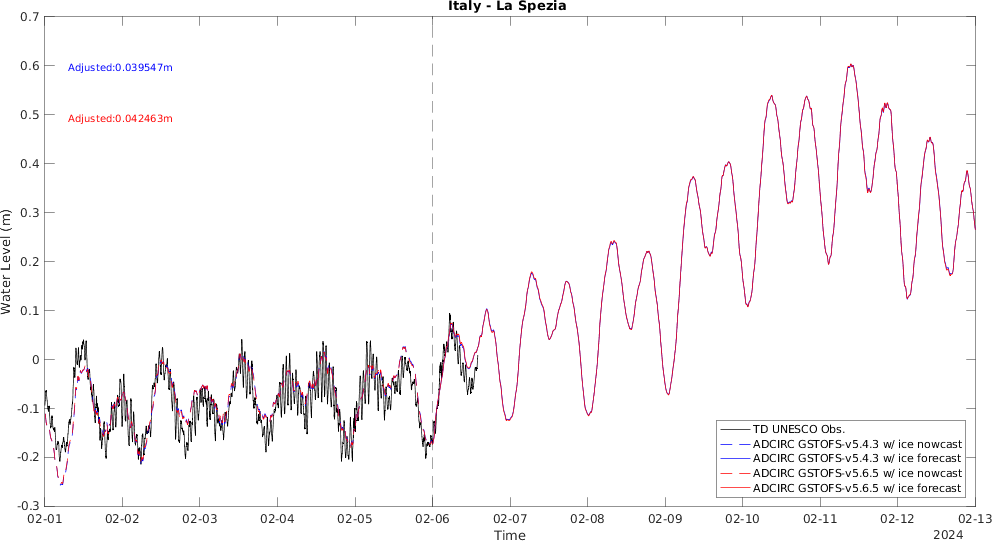 Italy - La Spezia
Adjusted:0.039547m
Adjusted:0.042463m
Water Level (m)
0.7
0.6
0.5
0.4
0.3
0.2
0.1
0
-0.1
-0.2
-0.3
TD UNESCO Obs.
ADCIRC GSTOFS-v5.4.3 w/ ice nowcast
ADCIRC GSTOFS-v5.4.3 w/ ice forecast
ADCIRC GSTOFS-v5.6.5 w/ ice nowcast
ADCIRC GSTOFS-v5.6.5 w/ ice forecast
02-01 02-02 02-03 02-04 02-05 02-06 02-07 02-08 02-09 02-10 02-11 02-12 02-13
Time
2024